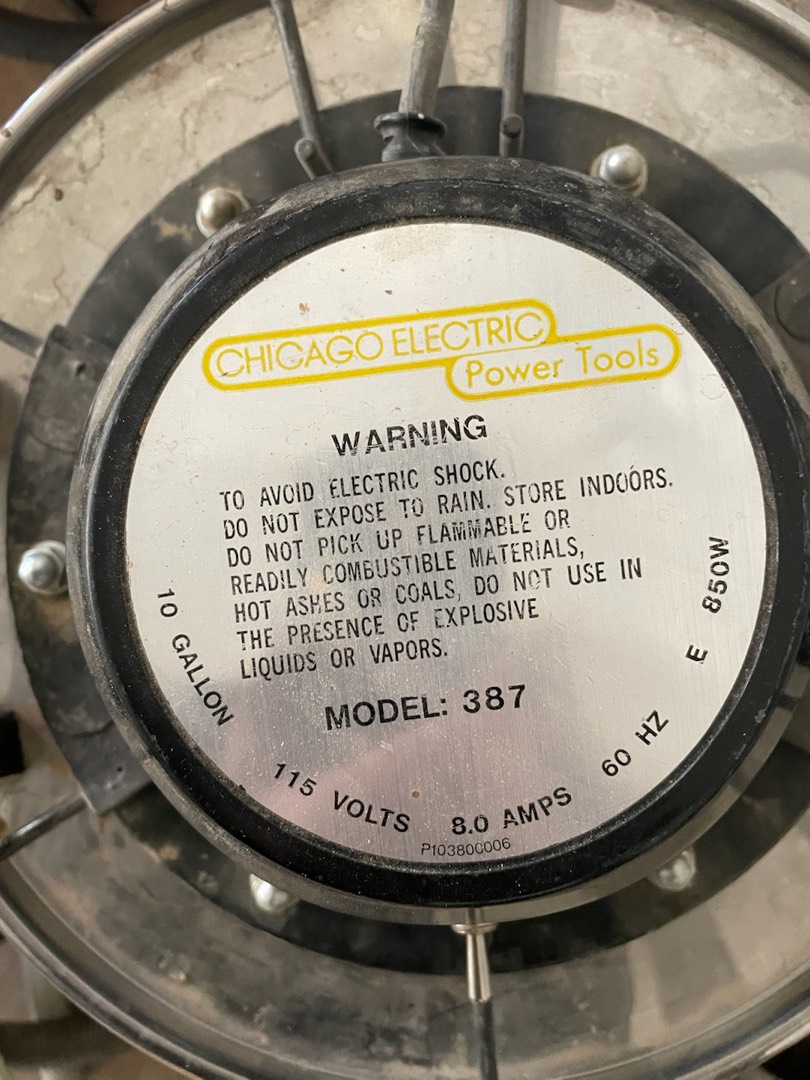 CHICAGO ELECTRIC
Power Tools
WARNING
TO AVOID ELECTRIC SHOCK.
DO NOT EXPOSE TO RAIN. STORE INDOORS.
DO NOT PICK UP FLAMMABLE OR
READILY COMBUSTIBLE MATERIALS,
HOT ASHES OR COALS, DO NOT USE IN
THE PRESENCE OF EXPLOSIVE
LIQUIDS OR VAPORS.
MODEL: 387
10 GALLON
115 VOLTS
8.0 AMPS
60 HZ
E 850W
P103800006